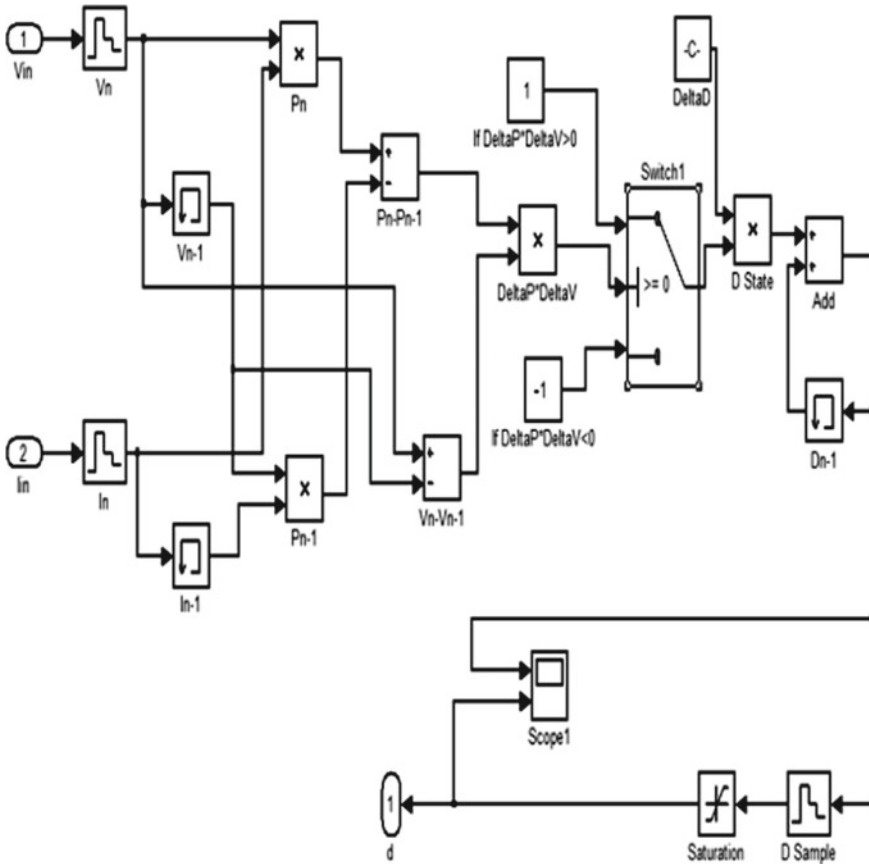 1
Vin
Vn
x
Pn
1
If DeltaP*DeltaV>0
-C-
DeltaD
+
-
Pn-Pn-1
Switch1
Vn-1
x
DeltaP*DeltaV
>= 0
x
D State
+
+
Add
-1
If DeltaP*DeltaV<0
Dn-1
2
Iin
In
x
Pn-1
+
-
Vn-Vn-1
In-1
Scope1
1
d
Saturation
D Sample